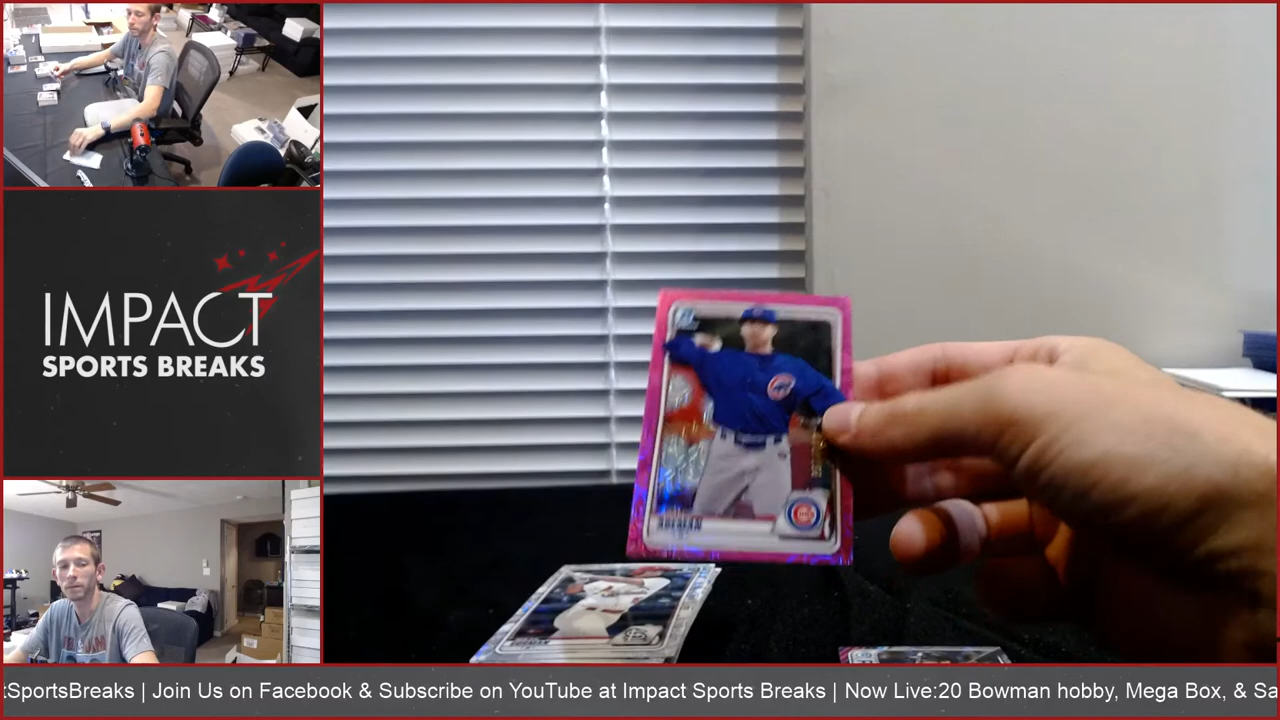 IMPACT
SPORTS BREAKS
tSportsBreaks | Join Us on Facebook & Subscribe on YouTube at Impact Sports Breaks | Now Live:20 Bowman hobby, Mega Box, & Sa